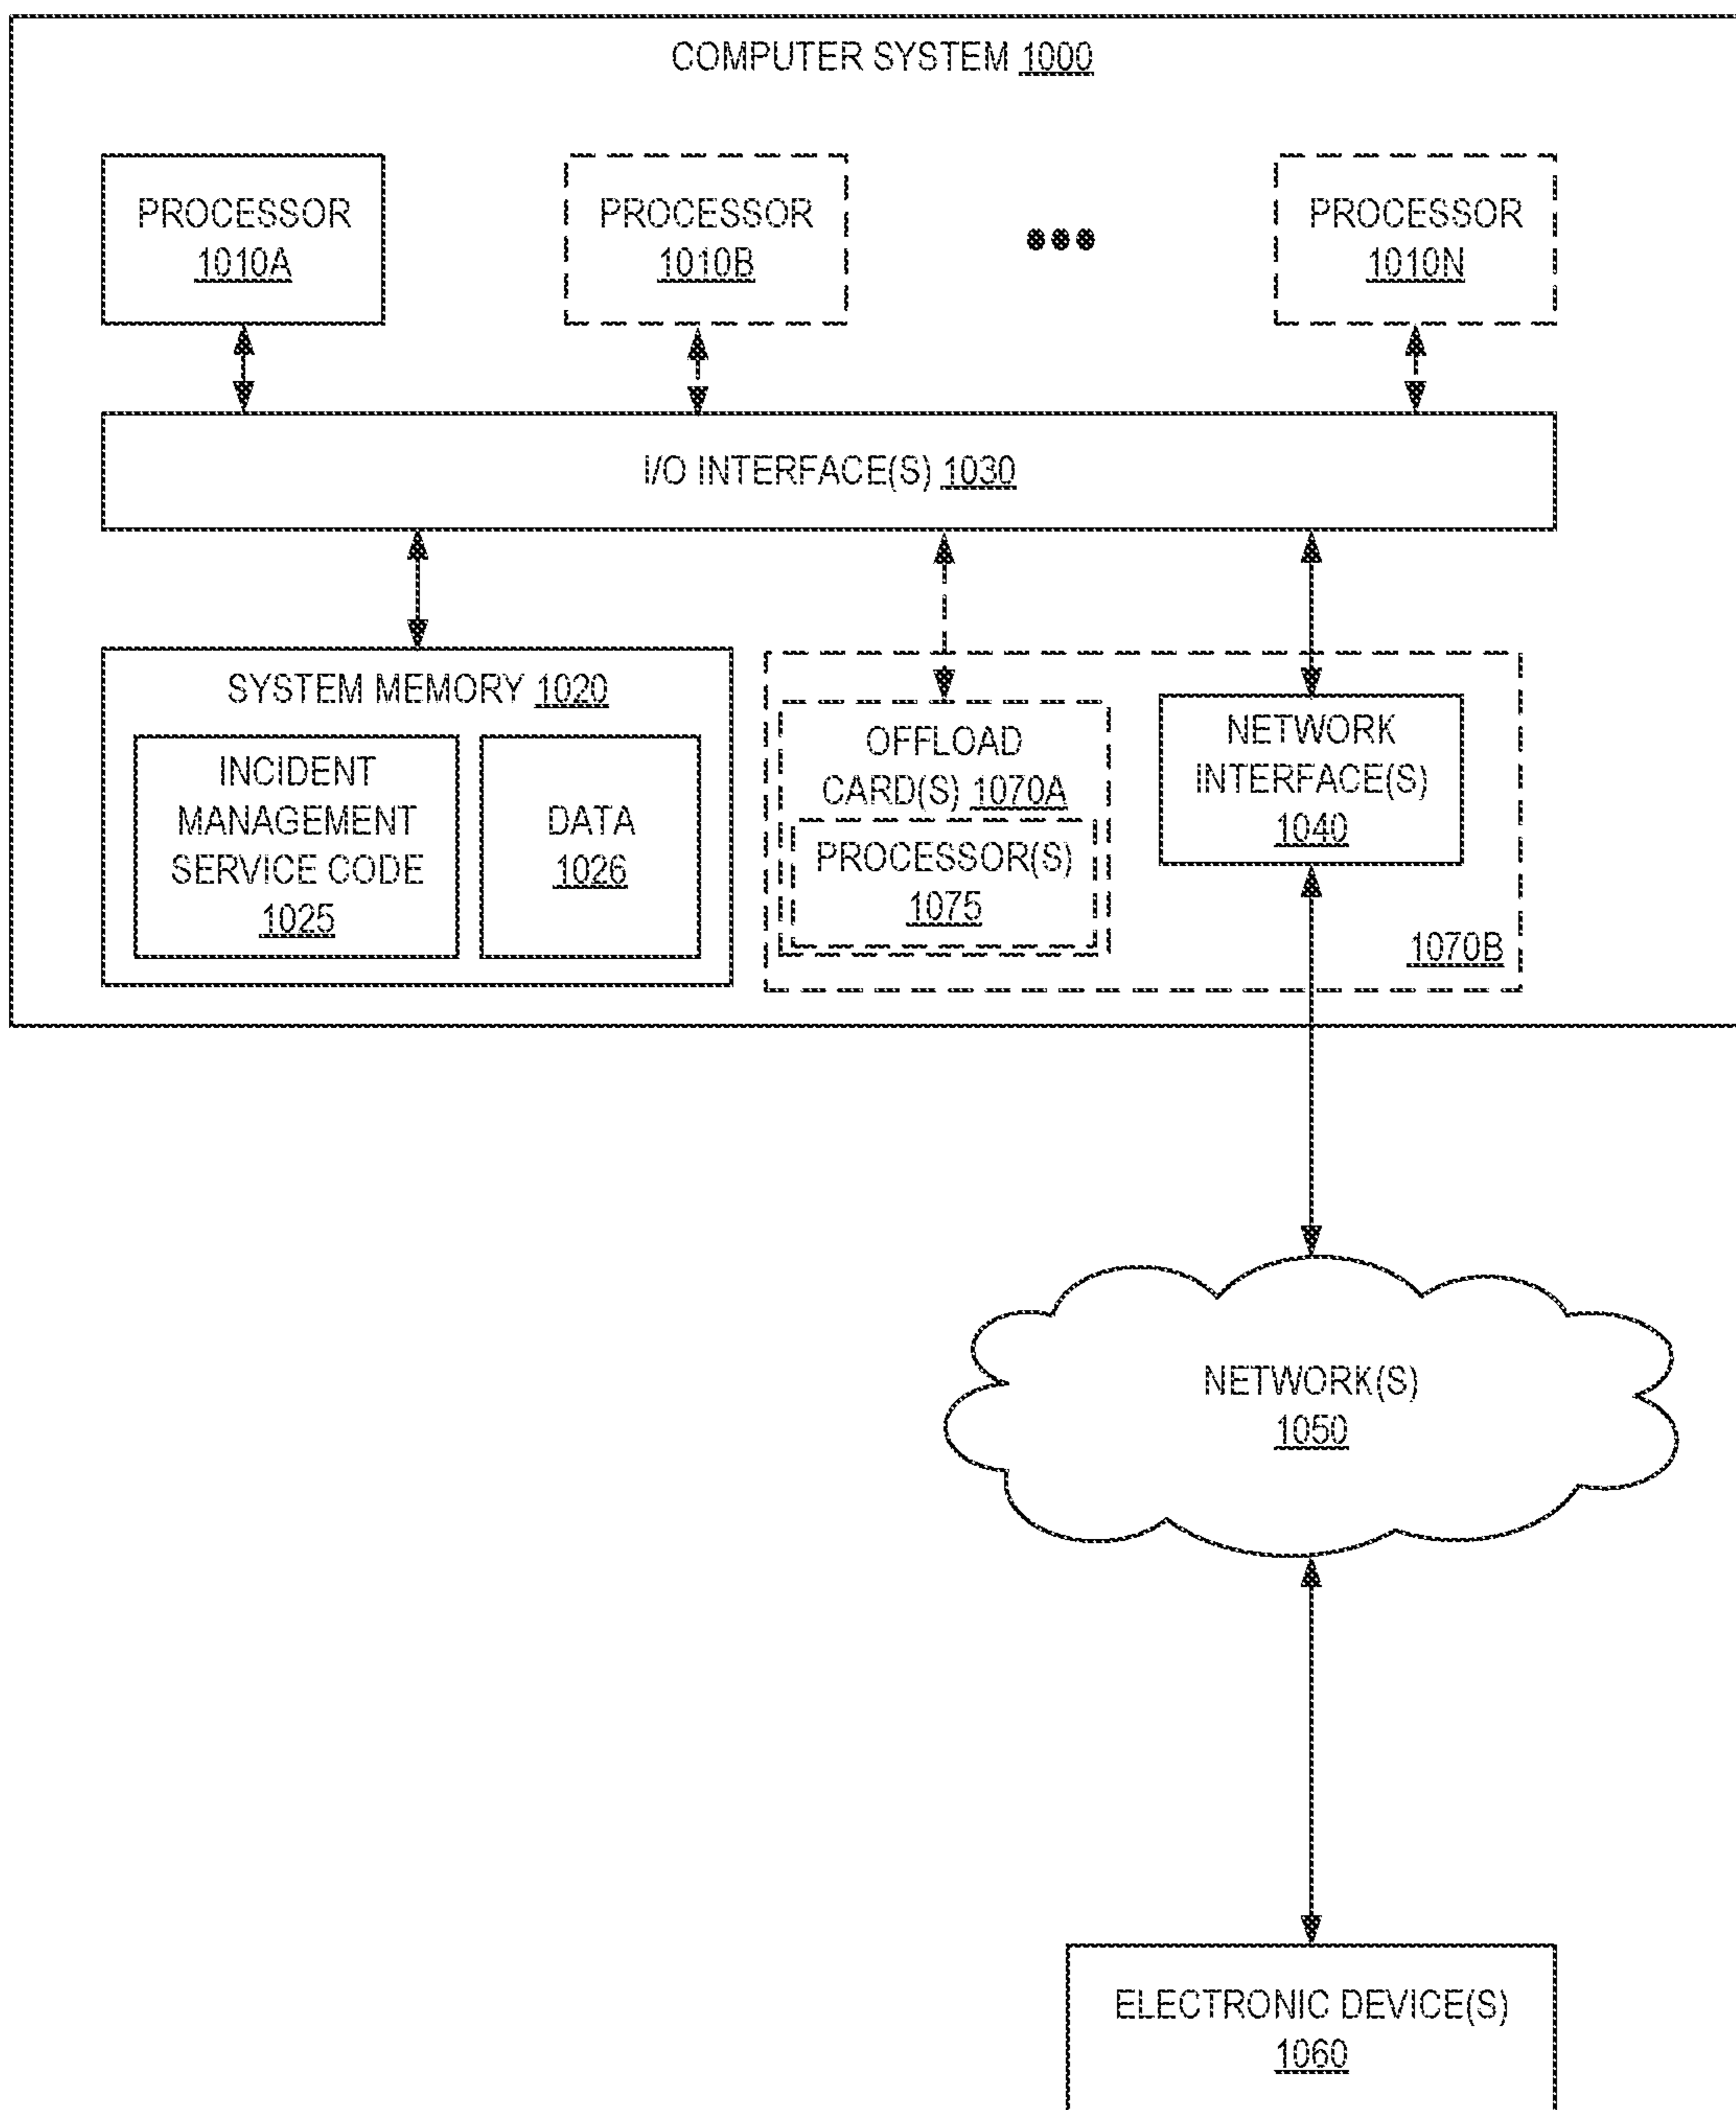 COMPUTER SYSTEM 1000
PROCESSOR
1010A
PROCESSOR
1010B
PROCESSOR
1010N
I/O INTERFACE(S) 1030
SYSTEM MEMORY 1020
INCIDENT
MANAGEMENT
SERVICE CODE
1025
DATA
1026
OFFLOAD
CARD(S) 1070A
PROCESSOR(S)
1075
NETWORK
INTERFACE(S)
1040
1070B
NETWORK(S)
1050
ELECTRONIC DEVICE(S)
1060